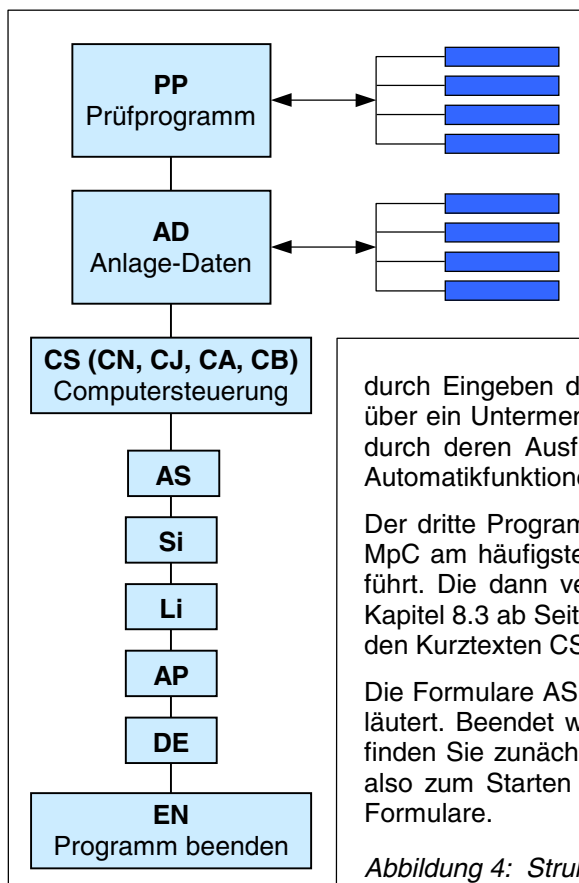 PP
Prüfprogramm
AD
Anlage-Daten
CS (CN, CJ, CA, CB)
Computersteuerung
AS
Si
Li
AP
DE
EN
Programm beenden
durch Eingeben d
über ein Untermen
durch deren Ausf
Automatikfunktione
Der dritte Program
MpC am häufigste
führt. Die dann ve
Kapitel 8.3 ab Seit
den Kurztexten CS
Die Formulare AS
läutert. Beendet w
finden Sie zunäch
also zum Starten
Formulare.
Abbildung 4: Struk